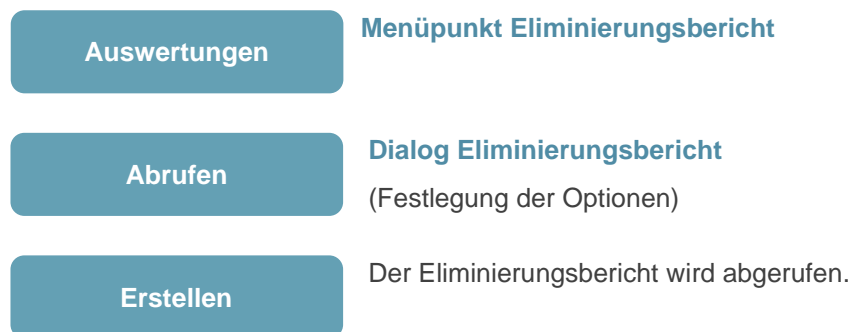 Auswertungen
Menüpunkt Eliminierungsbericht
Abrufen
Dialog Eliminierungsbericht
(Festlegung der Optionen)
Erstellen
Der Eliminierungsbericht wird abgerufen.